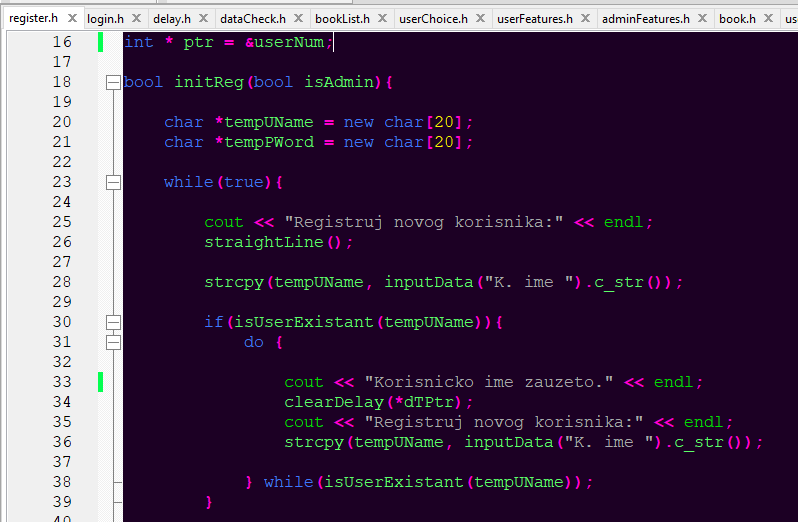 register.h login.h delay.h dataCheck.h bookList.h userChoice.h userFeatures.h adminFeatures.h book.h us
16 int * ptr = &userNum;
17
18 bool initReg(bool isAdmin){
19
20 char *tempUName = new char[20];
21 char *tempPWord = new char[20];
22
23 while(true){
24
25 cout << "Registruj novog korisnika:" << endl;
26 straightLine();
27
28 strcpy(tempUName, inputData("K. ime ").c_str());
29
30 if(isUserExistant(tempUName)){
31 do {
32
33 cout << "Korisnicko ime zauzeto." << endl;
34 clearDelay(*dTPtr);
35 cout << "Registruj novog korisnika:" << endl;
36 strcpy(tempUName, inputData("K. ime ").c_str());
37
38 } while(isUserExistant(tempUName));
39 }